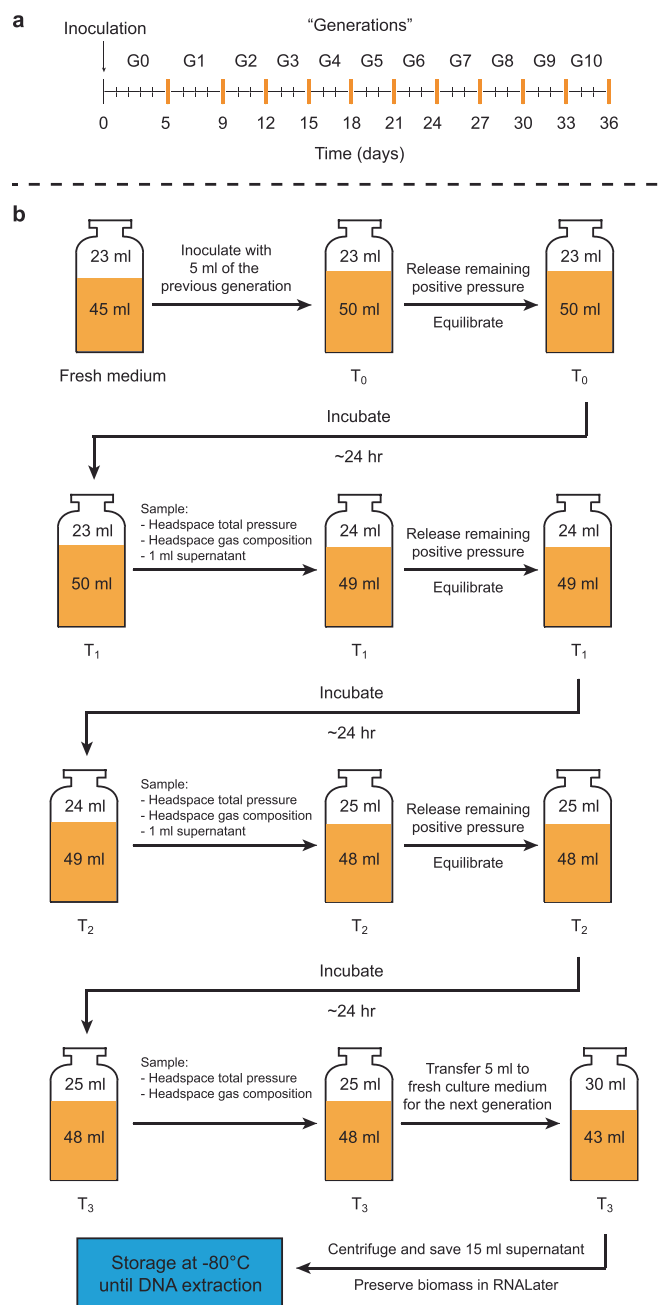 a
Inoculation
“Generations”
G0 G1 G2 G3 G4 G5 G6 G7 G8 G9 G10
0 5 9 12 15 18 21 24 27 30 33 36
Time (days)
b
23 ml
45 ml
Fresh medium
Inoculate with
5 ml of the
previous generation
23 ml
50 ml
T₀
Release remaining
positive pressure
Equilibrate
23 ml
50 ml
T₀
Incubate
~24 hr
23 ml
50 ml
T₁
Sample:
- Headspace total pressure
- Headspace gas composition
- 1 ml supernatant
24 ml
49 ml
T₁
Release remaining
positive pressure
Equilibrate
24 ml
49 ml
T₁
Incubate
~24 hr
24 ml
49 ml
T₂
Sample:
- Headspace total pressure
- Headspace gas composition
- 1 ml supernatant
25 ml
48 ml
T₂
Release remaining
positive pressure
Equilibrate
25 ml
48 ml
T₂
Incubate
~24 hr
25 ml
48 ml
T₃
Sample:
- Headspace total pressure
- Headspace gas composition
25 ml
48 ml
T₃
Transfer 5 ml to
fresh culture medium
for the next generation
30 ml
43 ml
T₃
Centrifuge and save 15 ml supernatant
Preserve biomass in RNALater
Storage at -80°C
until DNA extraction